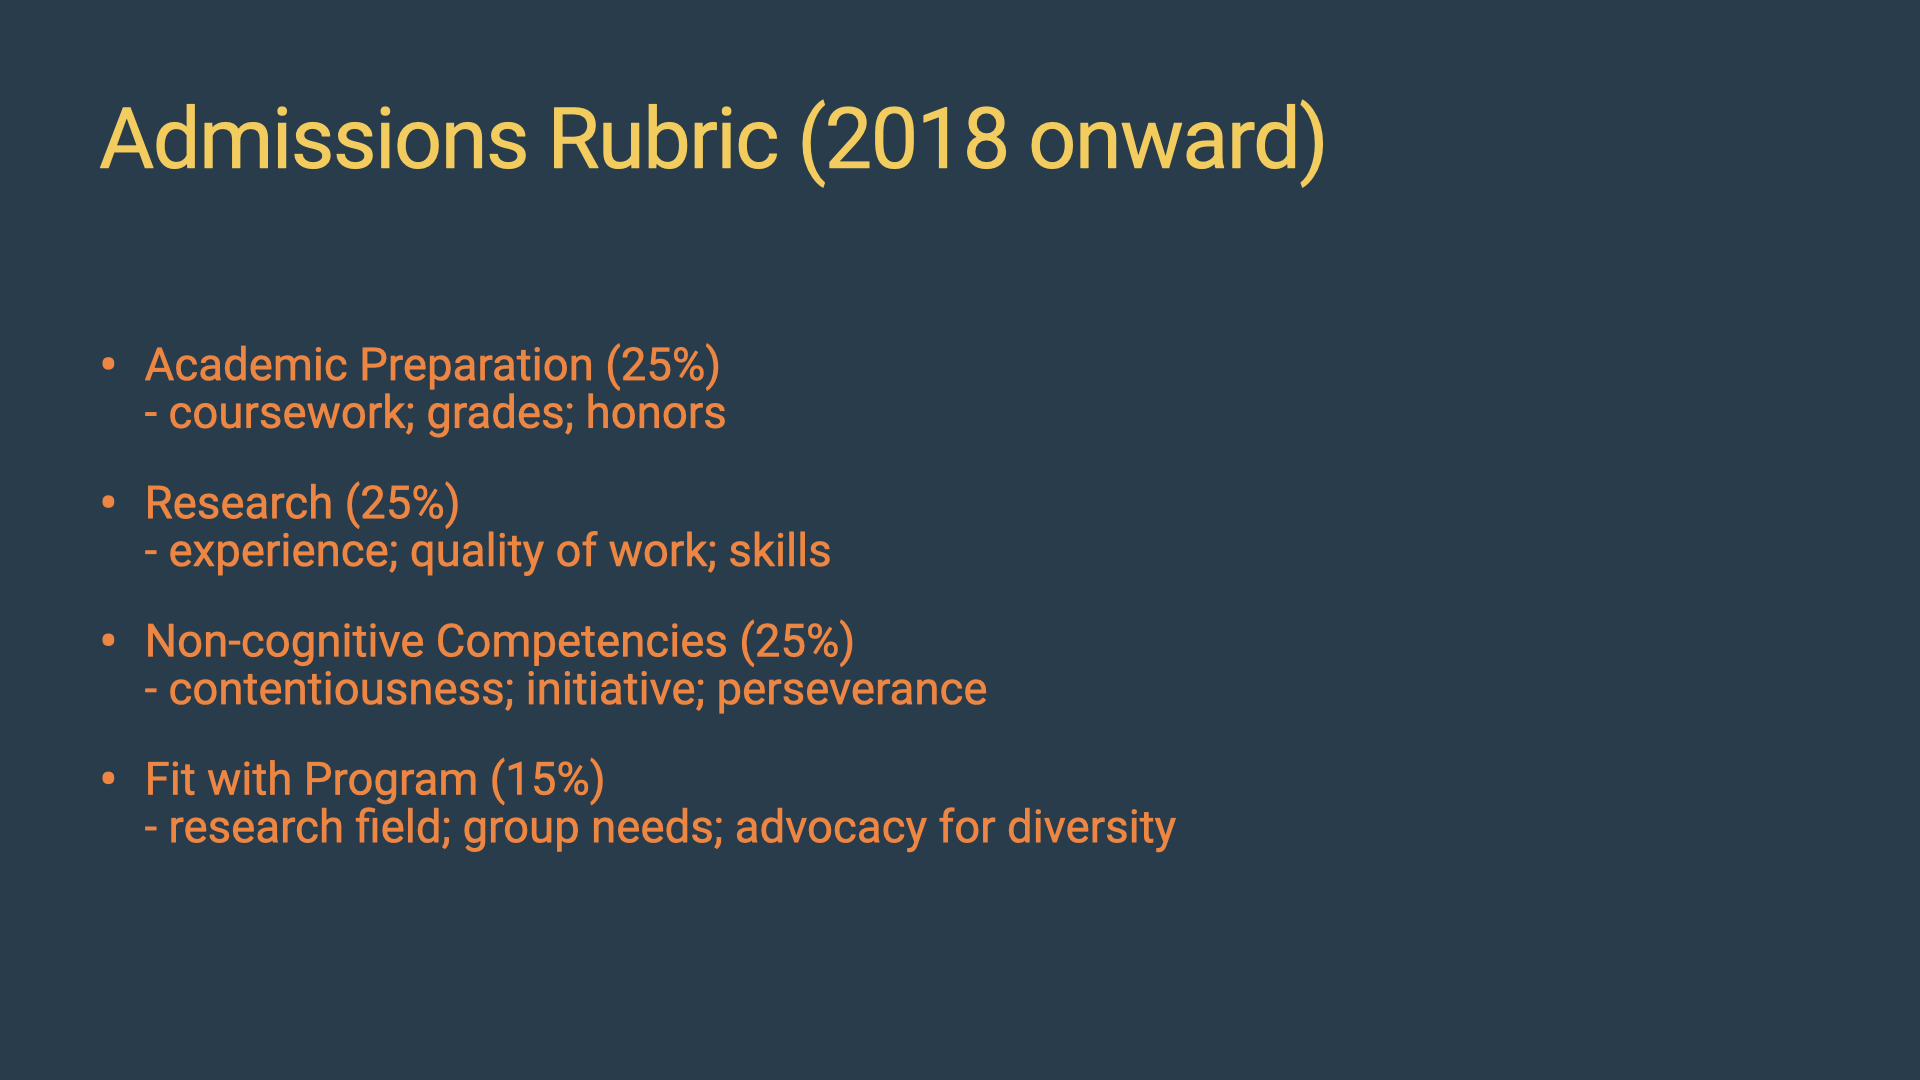 Admissions Rubric (2018 onward)
• Academic Preparation (25%)
- coursework; grades; honors
• Research (25%)
- experience; quality of work; skills
• Non-cognitive Competencies (25%)
- contentiousness; initiative; perseverance
• Fit with Program (15%)
- research field; group needs; advocacy for diversity